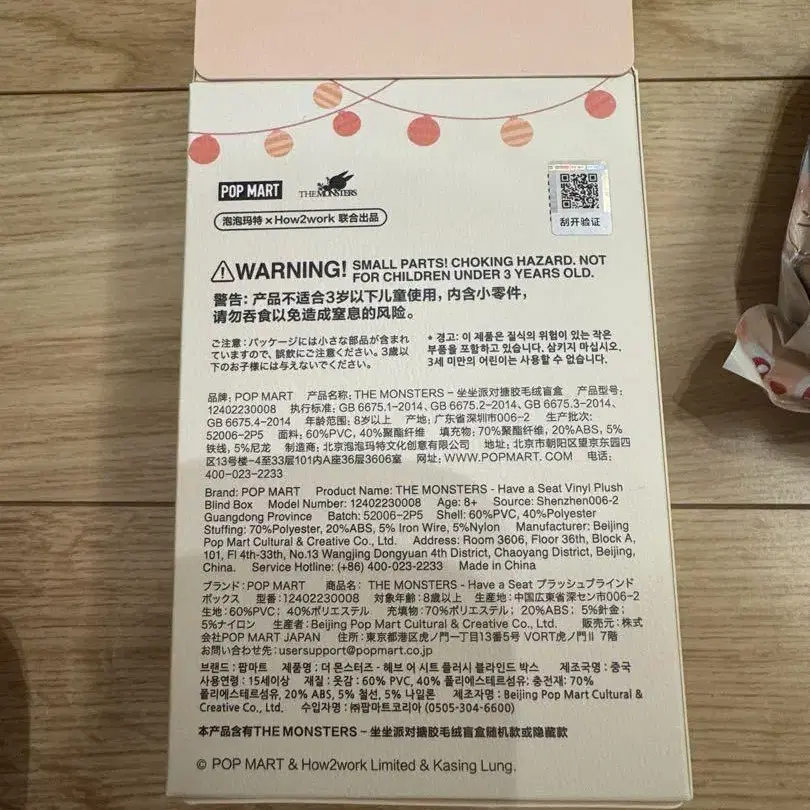 POP MART
THE MONSTERS
泡泡玛特 × How2work 联合出品
刮开验证
WARNING! SMALL PARTS! CHOKING HAZARD. NOT
FOR CHILDREN UNDER 3 YEARS OLD.
警告: 产品不适合3岁以下儿童使用，内含小零件，
请勿吞食以免造成窒息的风险。
ご注意：パッケージには小さな部品が含まれ
ていますので、誤飲にご注意ください。3歳以
下のお子様には与えないでください。
* 경고: 이 제품은 질식의 위험이 있는 작은
부품을 포함하고 있습니다. 삼키지 마십시오.
3세 미만의 어린이는 사용할 수 없습니다.
品牌: POP MART 产品名称: THE MONSTERS – 坐坐派对搪胶毛绒盲盒 产品型号:
12402230008 执行标准: GB 6675.1-2014、GB 6675.2-2014、GB 6675.3-2014、
GB 6675.4-2014 年龄范围: 8岁以上 产地: 广东省深圳市006-2 生产批次:
52006-2P5 面料: 60%PVC, 40%聚酯纤维 填充物: 70%聚酯纤维, 20%ABS, 5%
铁线, 5%尼龙 制造商: 北京泡泡玛特文化创意有限公司 地址: 北京市朝阳区望京东园四
区13号楼-4至33层101内A座36层3606室 网址: WWW.POPMART. COM 电话:
400-023-2233
Brand: POP MART Product Name: THE MONSTERS - Have a Seat Vinyl Plush
Blind Box Model Number: 12402230008 Age: 8+ Source: Shenzhen006-2
Guangdong Province Batch: 52006-2P5 Shell: 60%PVC, 40%Polyester
Stuffing: 70%Polyester, 20%ABS, 5% Iron Wire, 5%Nylon Manufacturer: Beijing
Pop Mart Cultural & Creative Co., Ltd. Address: Room 3606, Floor 36th, Block A,
101, Fl 4th-33th, No.13 Wangjing Dongyuan 4th District, Chaoyang District, Beijing,
China. Service Hotline: (+86) 400-023-2233 Made in China
ブランド: POP MART 商品名: THE MONSTERS - Have a Seat プラッシュブラインド
ボックス 型番: 12402230008 対象年齢: 8歳以上 生産地: 中国広東省深セン市006-2
生地: 60%PVC; 40%ポリエステル 充填物: 70%ポリエステル; 20%ABS; 5%針金;
5%ナイロン 生産者: Beijing Pop Mart Cultural & Creative Co., Ltd. 販売元: 株式
会社POP MART JAPAN 住所: 東京都港区虎ノ門一丁目13番5号 VORT虎ノ門Ⅱ 7階
お問い合わせ先: usersupport@popmart.co.jp
브랜드 : 팝마트 제품명 : 더 몬스터즈 - 헤브 어 시트 플러시 블라인드 박스 제조국명 : 중국
사용연령 : 15세이상 재질 : 옷감 : 60% PVC, 40% 폴리에스테르섬유; 충전재: 70%
폴리에스테르섬유, 20% ABS, 5% 철선, 5% 나일론 제조자명 : Beijing Pop Mart Cultural &
Creative Co., Ltd. 수입자명 : ㈜팝마트코리아 (0505-304-6600)
本产品含有THE MONSTERS – 坐坐派对搪胶毛绒盲盒随机款或隐藏款
© POP MART & How2work Limited & Kasing Lung.